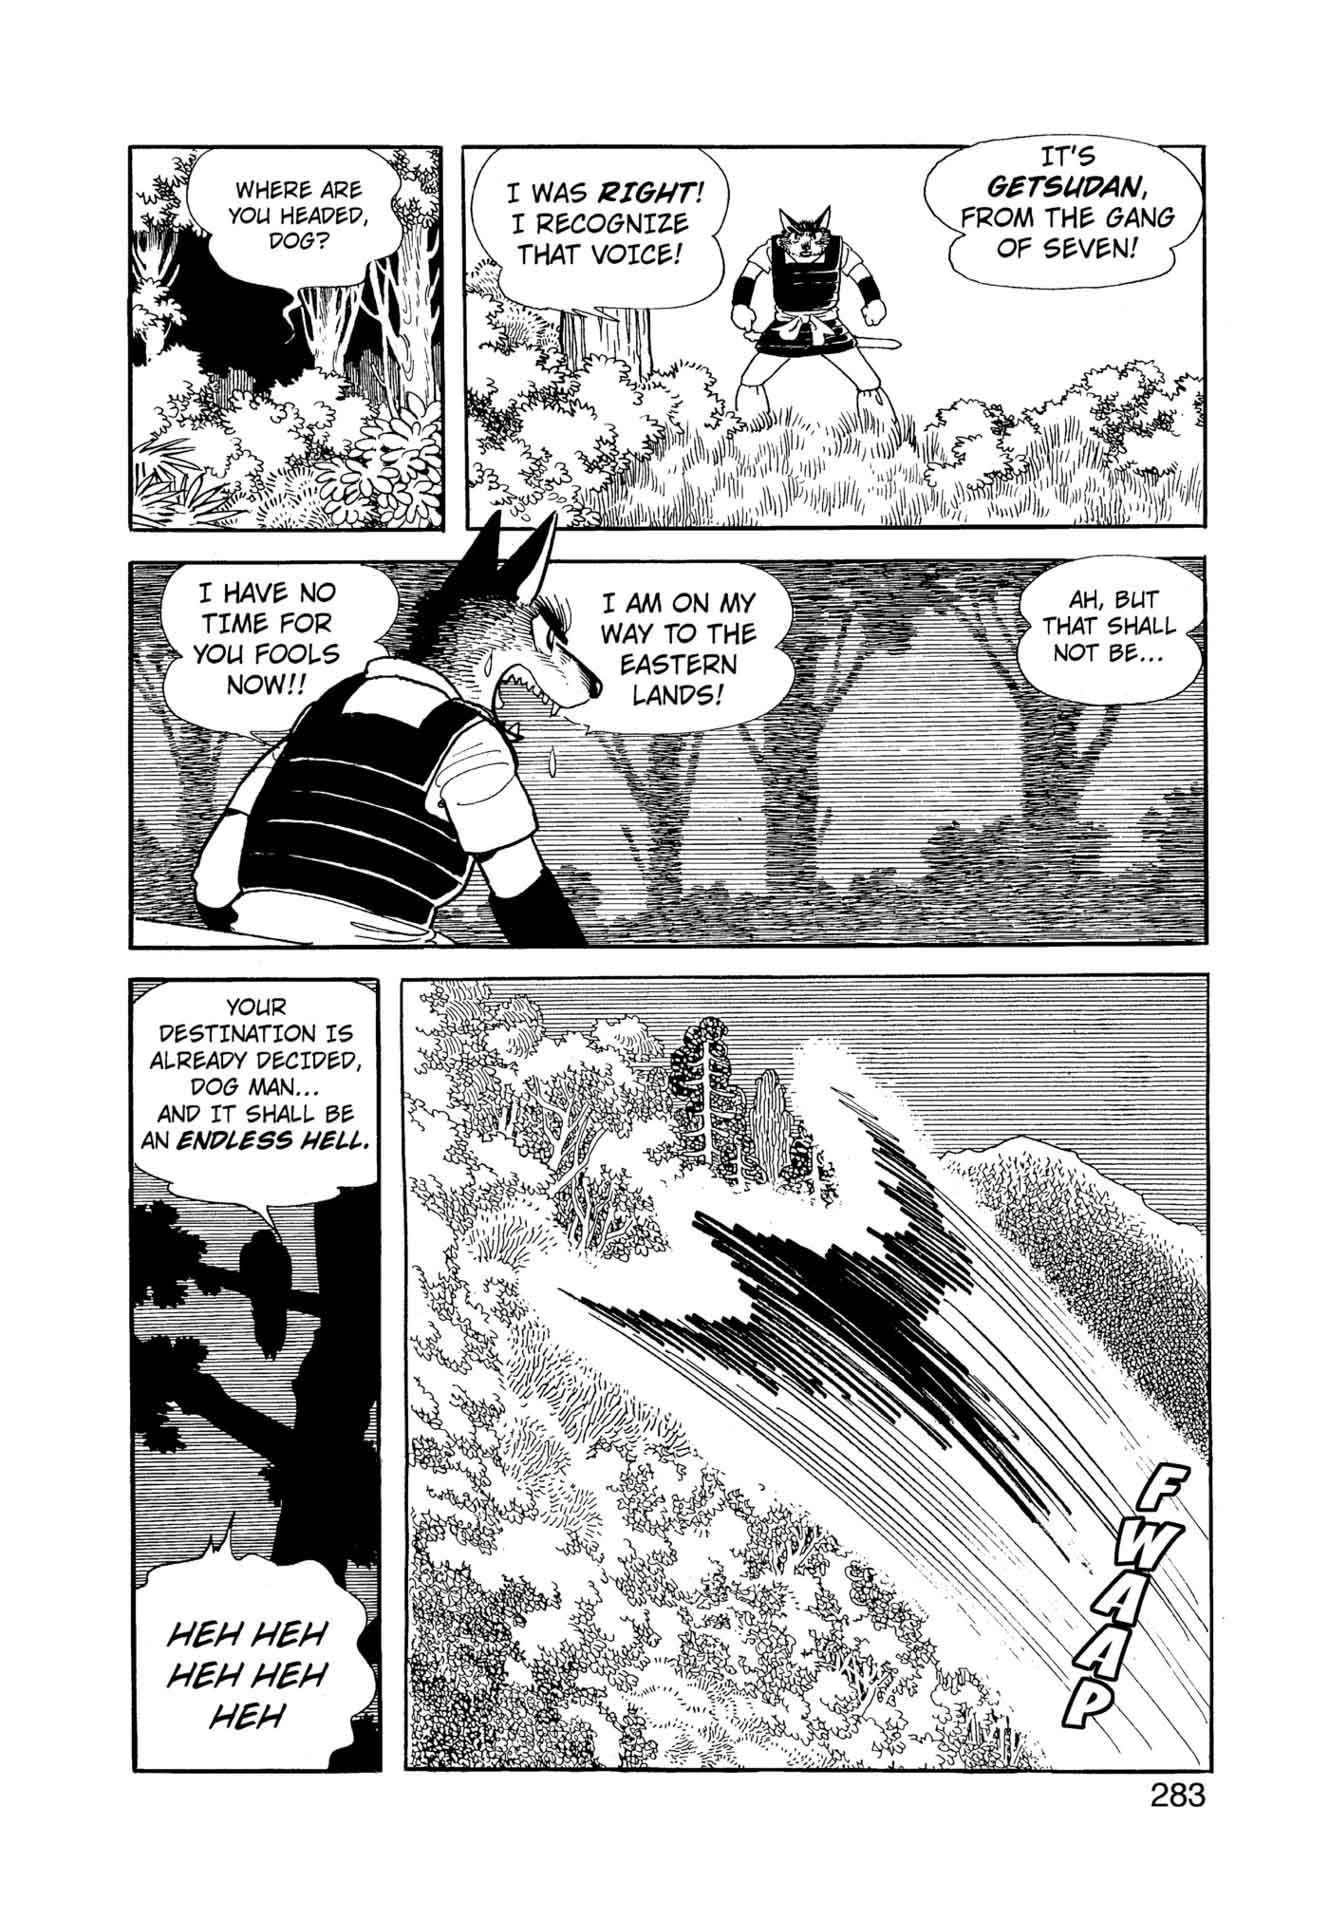 WHERE ARE
YOU HEADED,
DOG?
I WAS RIGHT!
I RECOGNIZE
THAT VOICE!
IT'S
GETSUDAN,
FROM THE GANG
OF SEVEN!
I HAVE NO
TIME FOR
YOU FOOLS
NOW!!
I AM ON MY
WAY TO THE
EASTERN
LANDS!
AH, BUT
THAT SHALL
NOT BE...
YOUR
DESTINATION IS
ALREADY DECIDED,
DOG MAN...
AND IT SHALL BE
AN ENDLESS HELL.
HEH HEH
HEH HEH
HEH
FWAAP
283